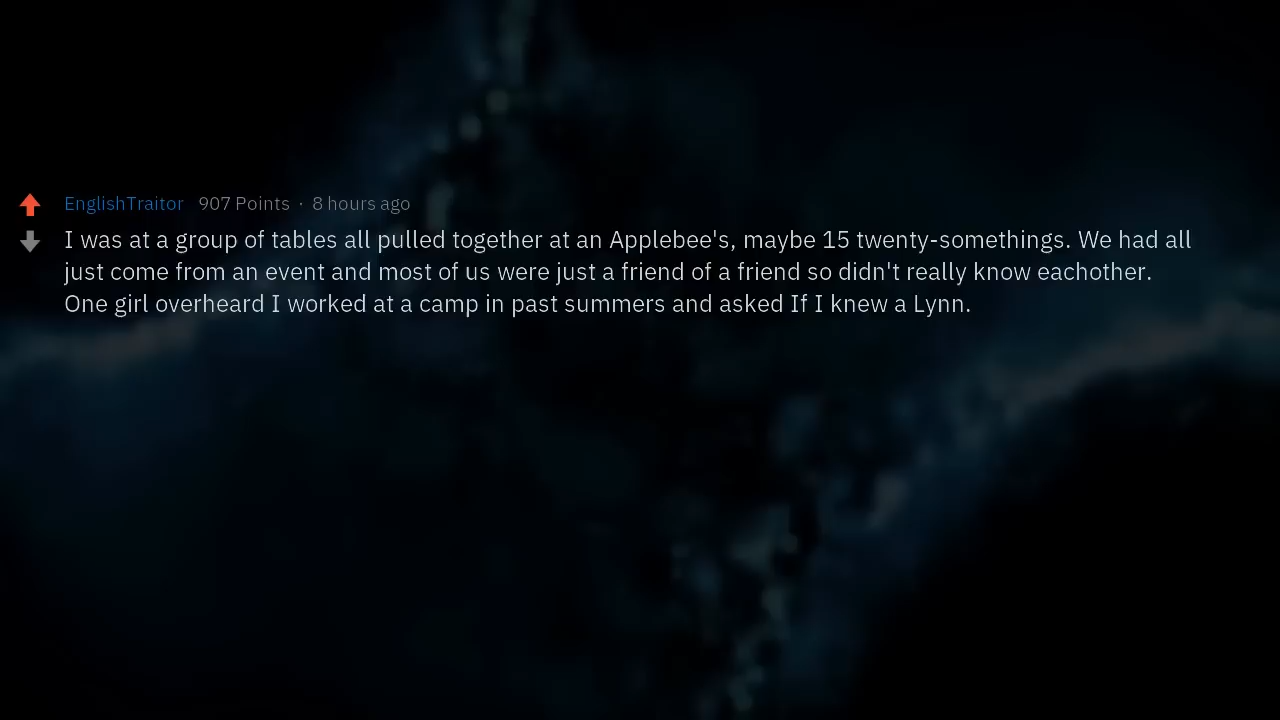 EnglishTraitor 907 Points · 8 hours ago
I was at a group of tables all pulled together at an Applebee's, maybe 15 twenty-somethings. We had all
just come from an event and most of us were just a friend of a friend so didn't really know eachother.
One girl overheard I worked at a camp in past summers and asked If I knew a Lynn.